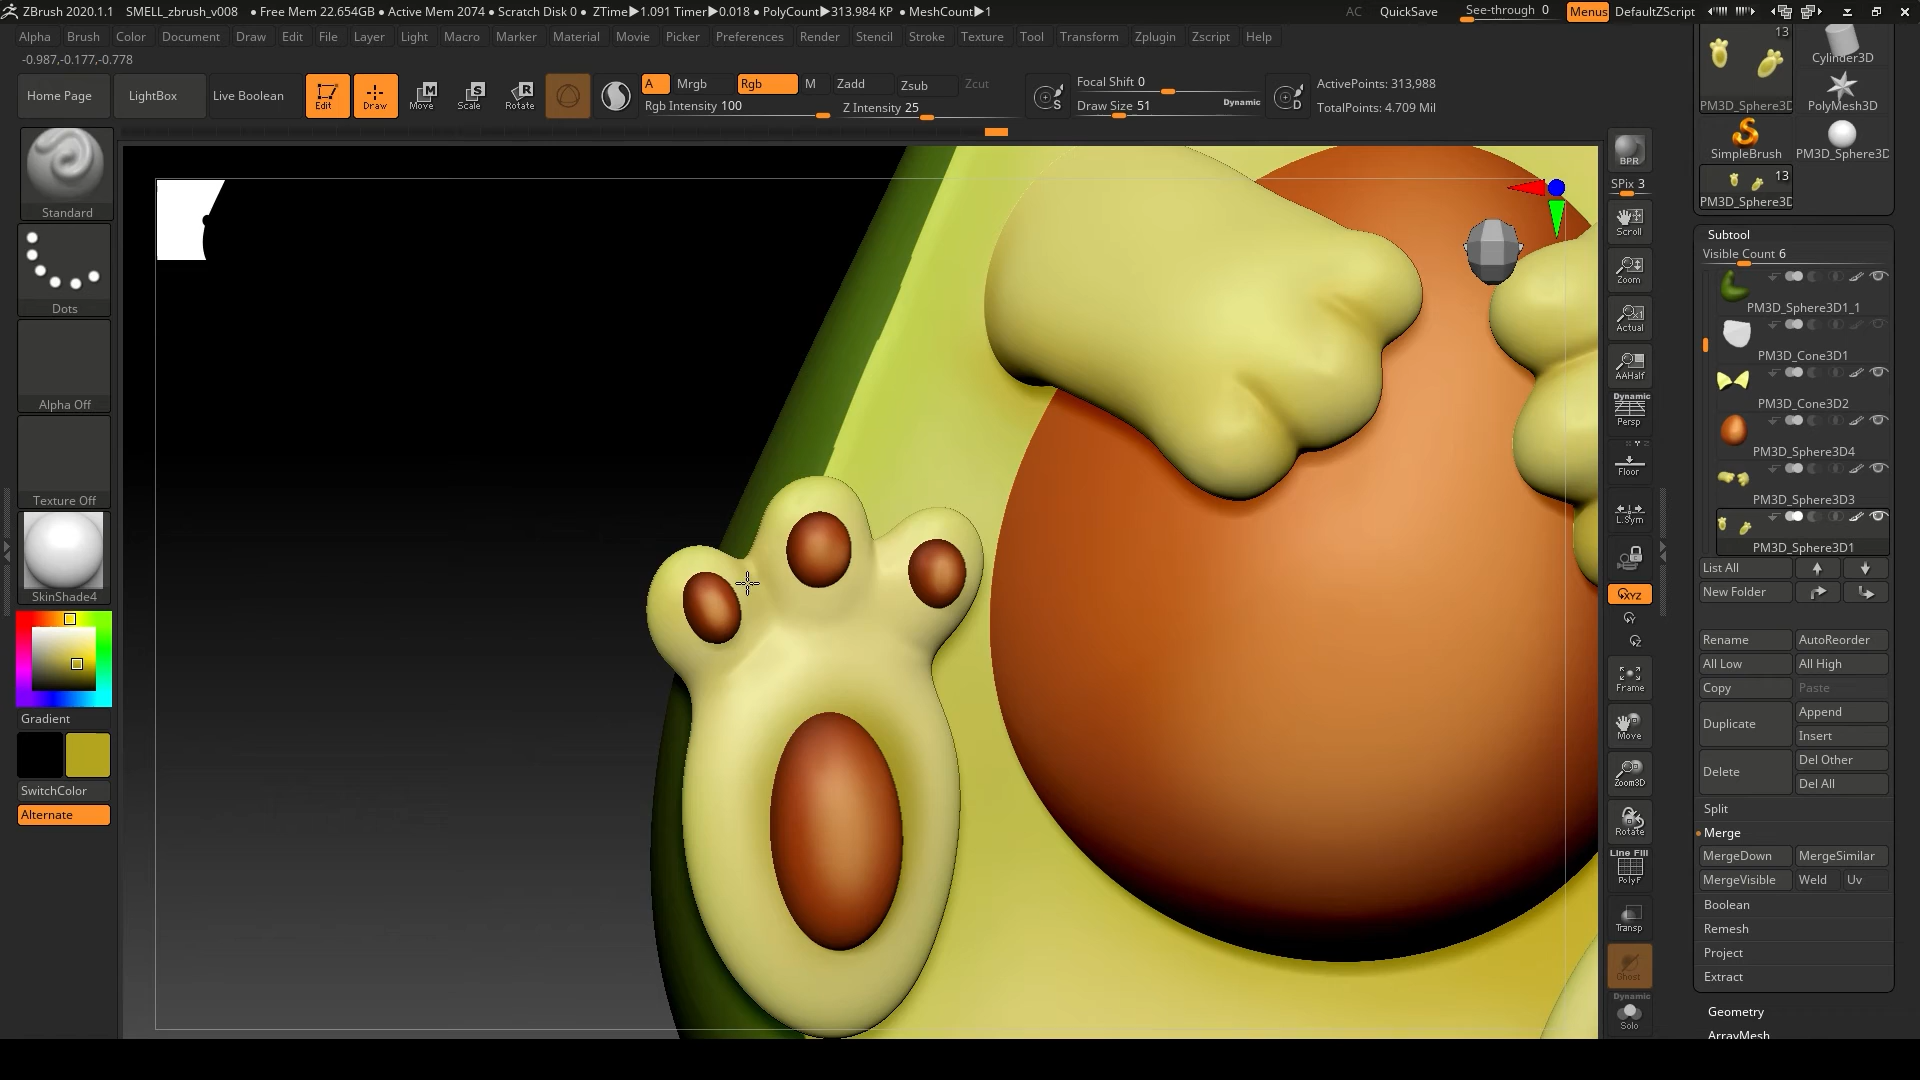 ZBrush 2020.1.1 SMELL_zbrush_v008 • Free Mem 22.654GB • Active Mem 2074 • Scratch Disk 0 • ZTime▶1.091 Timer▶0.018 • PolyCount▶313.984 KP • MeshCount▶1 AC QuickSave See-through 0 Menus DefaultZScript
Alpha Brush Color Document Draw Edit File Layer Light Macro Marker Material Movie Picker Preferences Render Stencil Stroke Texture Tool Transform Zplugin Zscript Help
-0.987,-0.177,-0.778
Home Page LightBox Live Boolean Edit Draw Move Scale Rotate
A Mrgb Rgb M Zadd Zsub Zcut
Rgb Intensity 100 Z Intensity 25
Focal Shift 0
Draw Size 51 Dynamic
ActivePoints: 313,988
TotalPoints: 4.709 Mil
Standard
Dots
Alpha Off
Texture Off
SkinShade4
Gradient
SwitchColor
Alternate
BPR
SPix 3
Scroll
Zoom
Actual
AAHalf
Dynamic
Persp
Floor
L.Sym
XYZ
Frame
Move
Zoom3D
Rotate
Line Fill
PolyF
Transp
Ghost
Dynamic
Solo
13
PM3D_Sphere3D
Cylinder3D
PolyMesh3D
SimpleBrush
PM3D_Sphere3D
13
PM3D_Sphere3D
Subtool
Visible Count 6
PM3D_Sphere3D1_1
PM3D_Cone3D1
PM3D_Cone3D2
PM3D_Sphere3D4
PM3D_Sphere3D3
PM3D_Sphere3D1
List All
New Folder
Rename AutoReorder
All Low All High
Copy Paste
Duplicate Append
Insert
Delete Del Other
Del All
Split
Merge
MergeDown MergeSimilar
MergeVisible Weld Uv
Boolean
Remesh
Project
Extract
Geometry
ArrayMesh